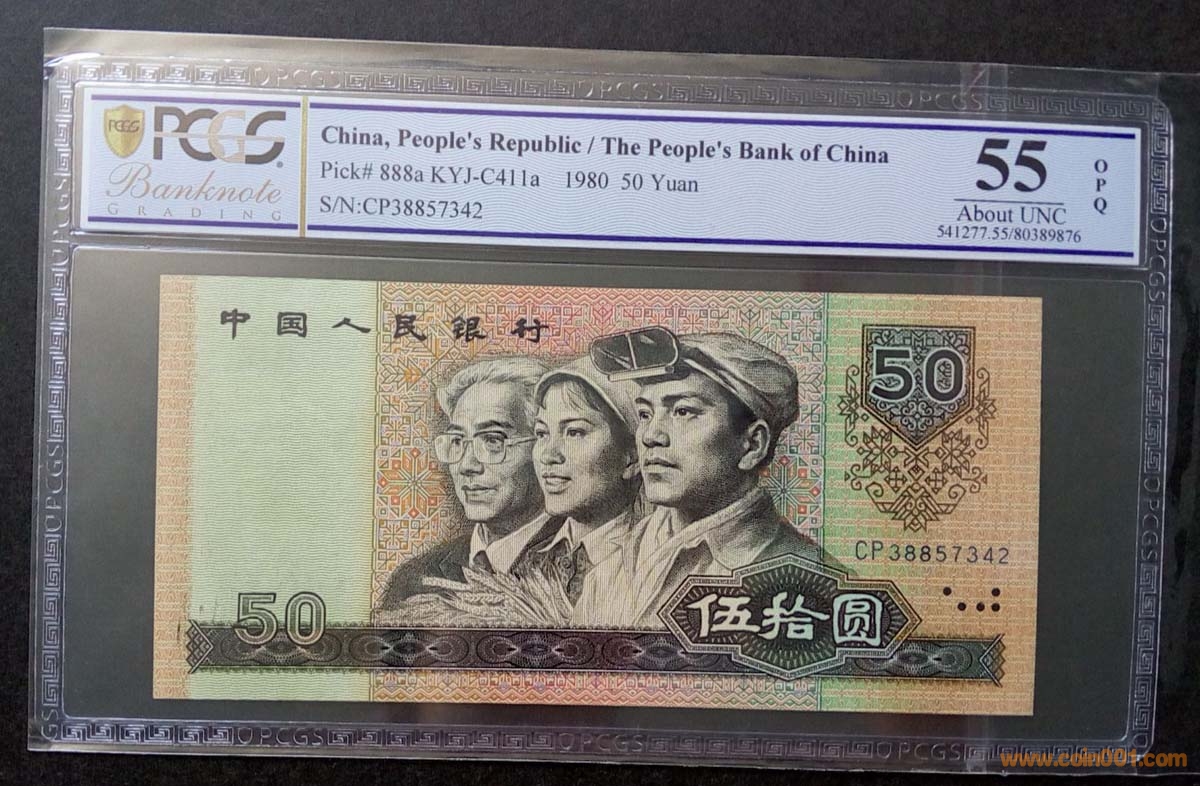 PCGS
PCGS
Banknote
GRADING
China, People's Republic / The People's Bank of China
Pick# 888a KYJ-C411a 1980 50 Yuan
S/N:CP38857342
55
About UNC
541277.55/80389876
OPQ
中国人民银行
50
CP38857342
50
伍拾圆
www.coin001.com